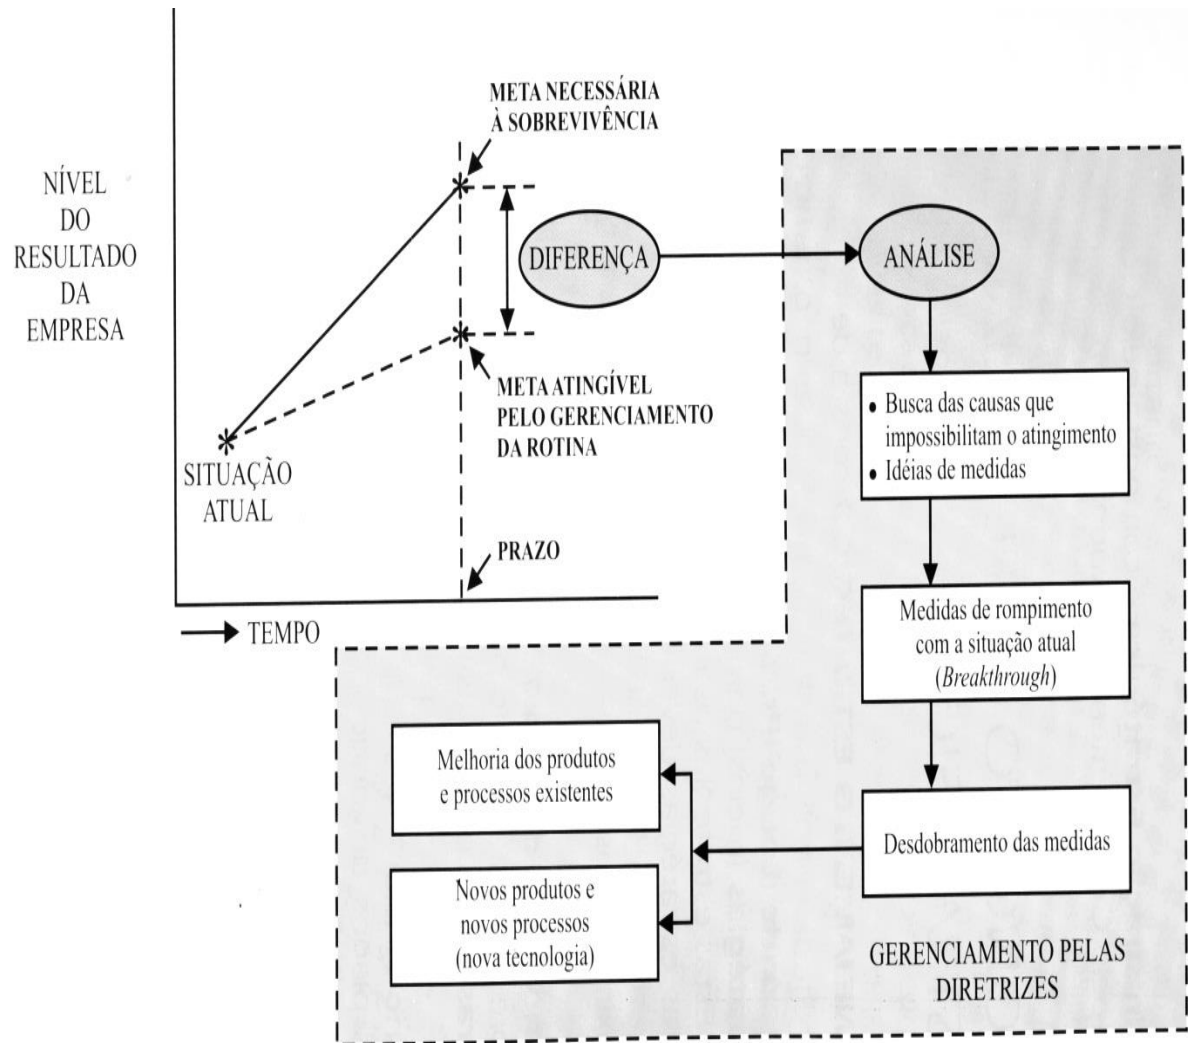 META NECESSÁRIA
À SOBREVIVÊNCIA
NÍVEL
DO
RESULTADO
DA
EMPRESA
DIFERENÇA
ANÁLISE
META ATINGÍVEL
PELO GERENCIAMENTO
DA ROTINA
• Busca das causas que
impossibilitam o atingimento
• Idéias de medidas
SITUAÇÃO
ATUAL
PRAZO
TEMPO
Medidas de rompimento
com a situação atual
(Breakthrough)
Melhoria dos produtos
e processos existentes
Desdobramento das medidas
Novos produtos e
novos processos
(nova tecnologia)
GERENCIAMENTO PELAS
DIRETRIZES